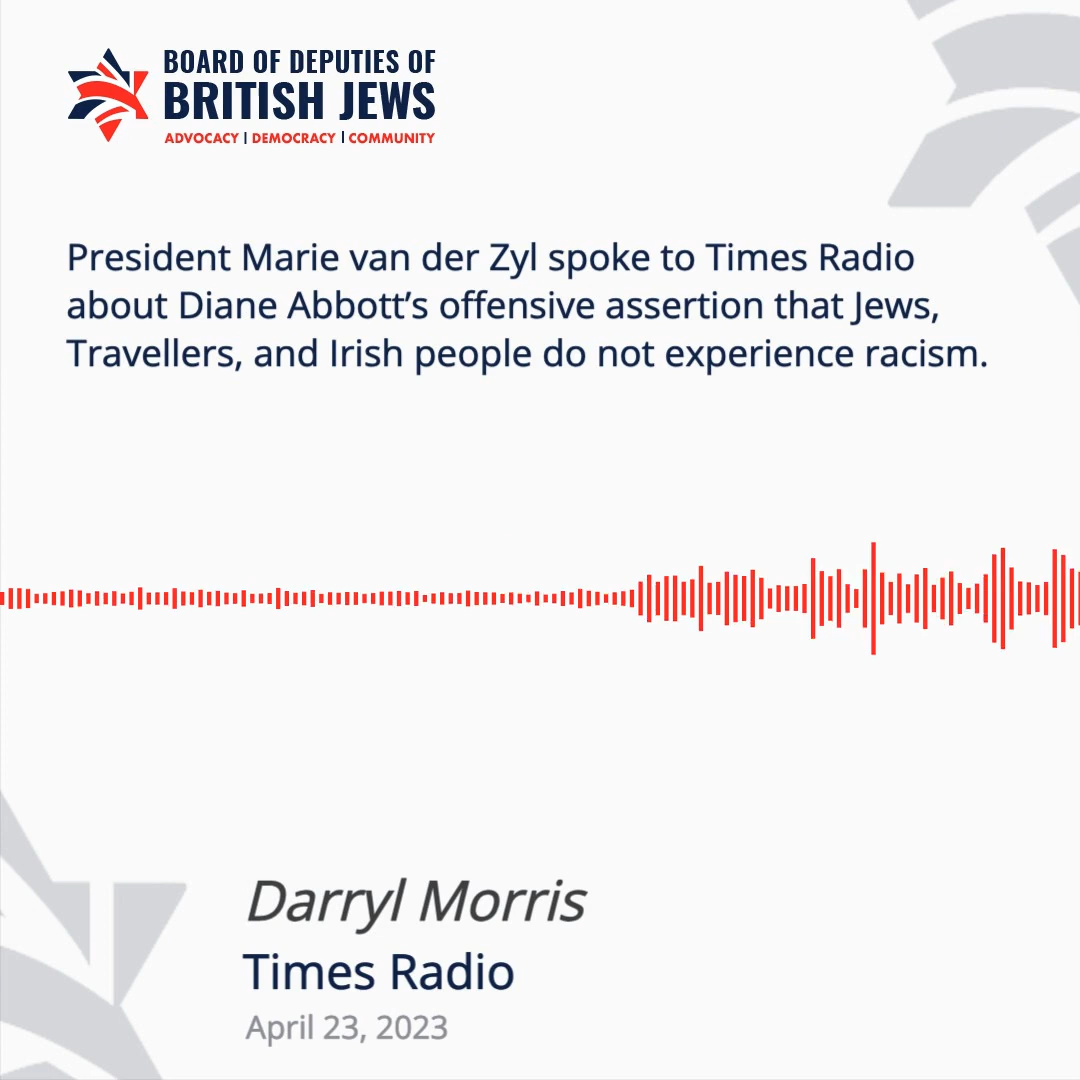 BOARD OF DEPUTIES OF
BRITISH JEWS
ADVOCACY | DEMOCRACY | COMMUNITY
President Marie van der Zyl spoke to Times Radio
about Diane Abbott’s offensive assertion that Jews,
Travellers, and Irish people do not experience racism.
Darryl Morris
Times Radio
April 23, 2023